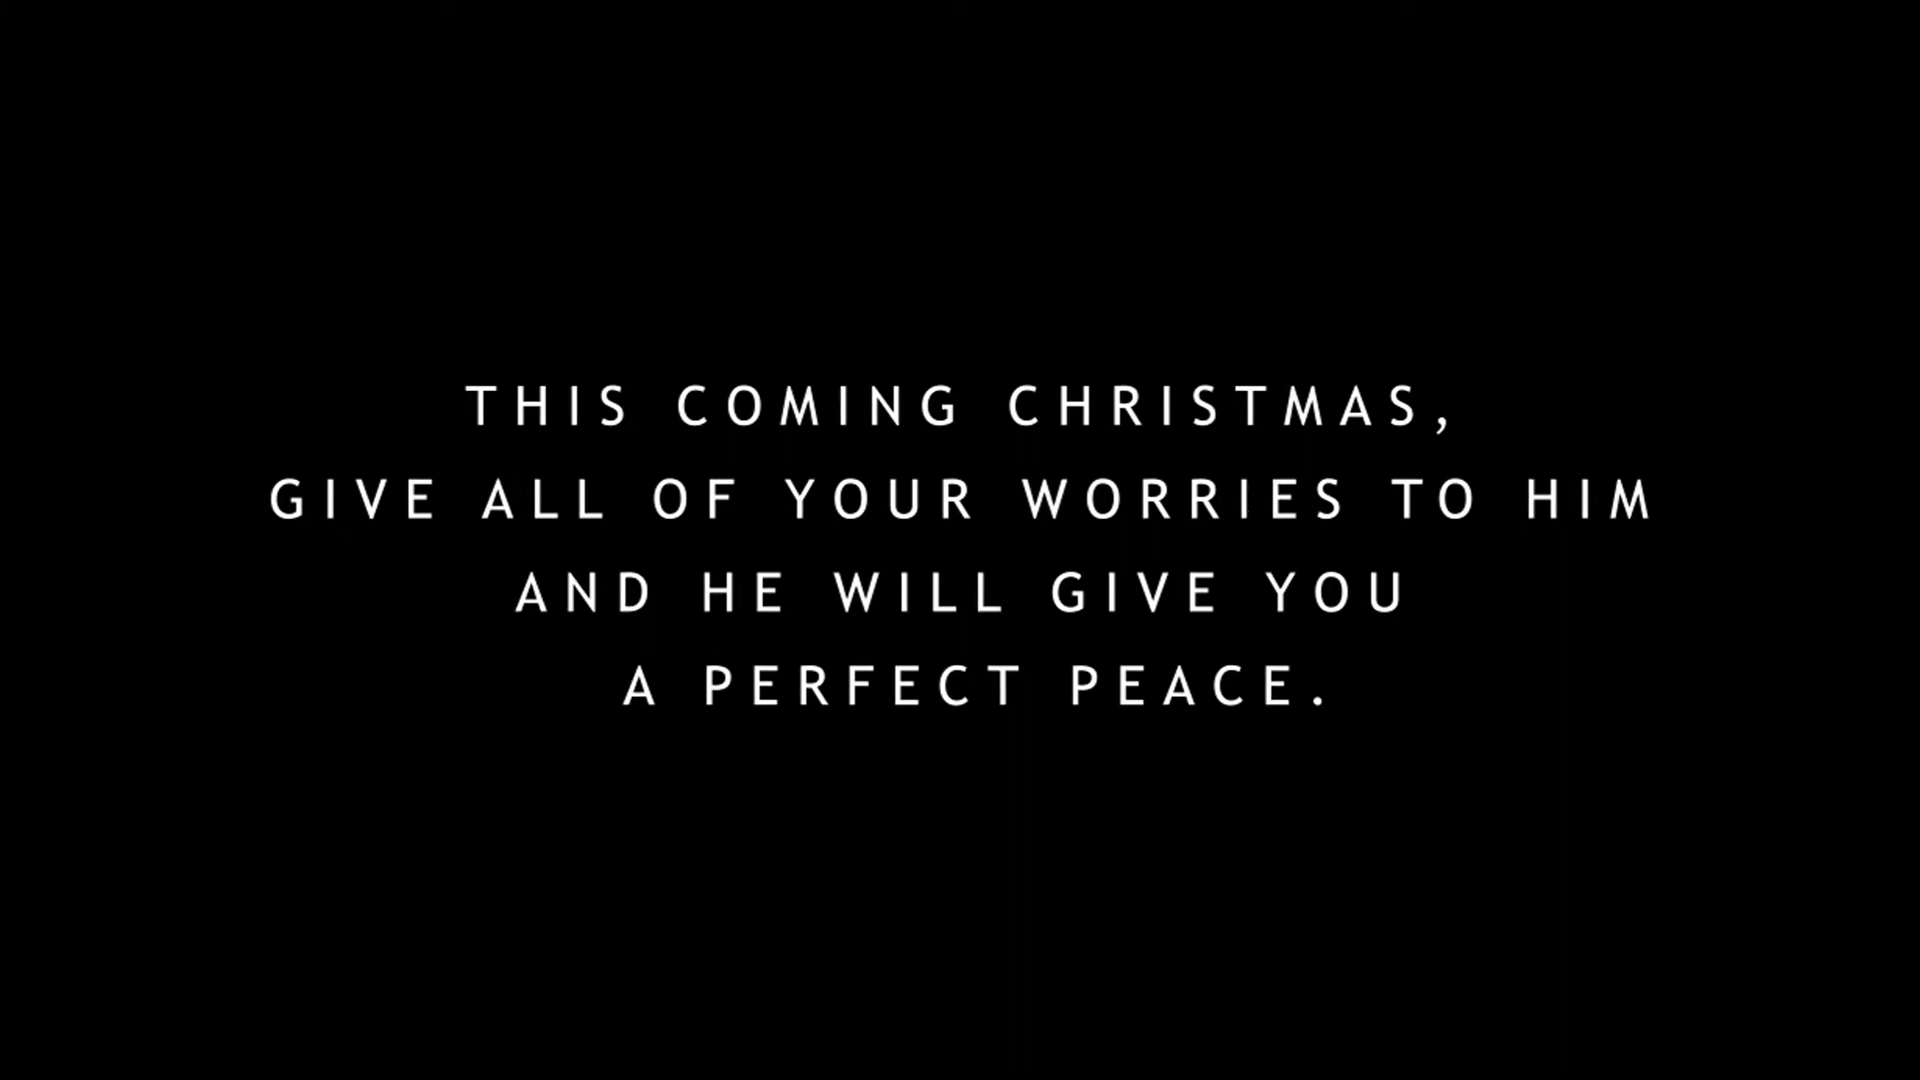 THIS COMING CHRISTMAS,
GIVE ALL OF YOUR WORRIES TO HIM
AND HE WILL GIVE YOU
A PERFECT PEACE.